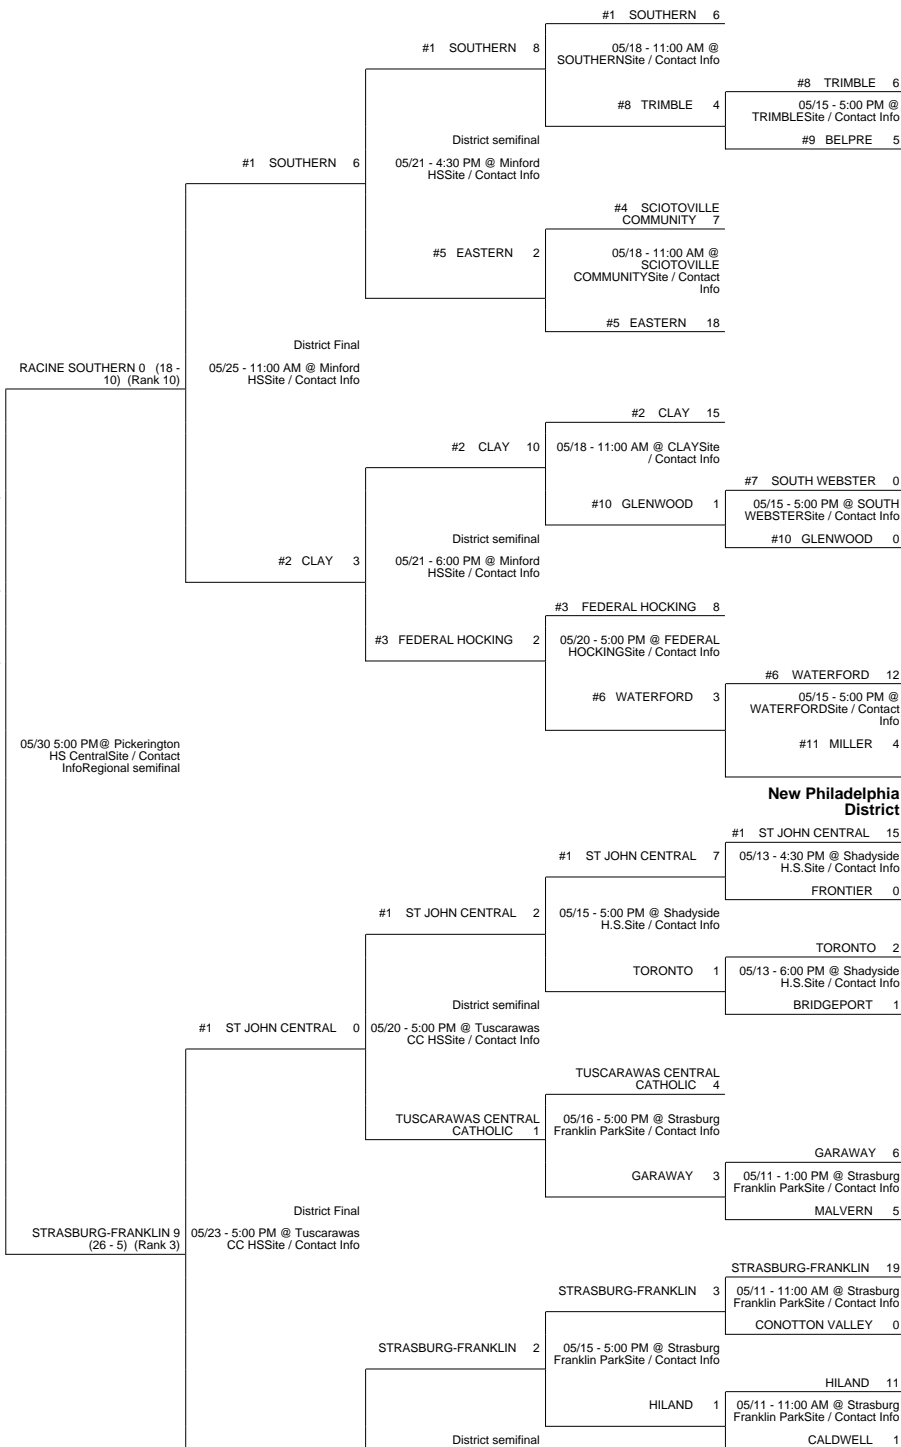 #1 SOUTHERN 6
#1 SOUTHERN 8
05/18 - 11:00 AM @
SOUTHERNSite / Contact Info
#8 TRIMBLE 6
#8 TRIMBLE 4
05/15 - 5:00 PM @
TRIMBLESite / Contact Info
District semifinal
#9 BELPRE 5
#1 SOUTHERN 6
05/21 - 4:30 PM @ Minford
HSSite / Contact Info
#4 SCIOTOVILLE
COMMUNITY 7
#5 EASTERN 2
05/18 - 11:00 AM @
SCIOTOVILLE
COMMUNITYSite / Contact
Info
#5 EASTERN 18
District Final
RACINE SOUTHERN 0 (18 -
10) (Rank 10)
05/25 - 11:00 AM @ Minford
HSSite / Contact Info
#2 CLAY 15
#2 CLAY 10
05/18 - 11:00 AM @ CLAYSite
/ Contact Info
#7 SOUTH WEBSTER 0
#10 GLENWOOD 1
05/15 - 5:00 PM @ SOUTH
WEBSTERSite / Contact Info
District semifinal
#10 GLENWOOD 0
#2 CLAY 3
05/21 - 6:00 PM @ Minford
HSSite / Contact Info
#3 FEDERAL HOCKING 8
#3 FEDERAL HOCKING 2
05/20 - 5:00 PM @ FEDERAL
HOCKINGSite / Contact Info
#6 WATERFORD 12
#6 WATERFORD 3
05/15 - 5:00 PM @
WATERFORDSite / Contact
Info
05/30 5:00 PM@ Pickerington
HS CentralSite / Contact
InfoRegional semifinal
#11 MILLER 4
New Philadelphia
District
#1 ST JOHN CENTRAL 15
#1 ST JOHN CENTRAL 7
05/13 - 4:30 PM @ Shadyside
H.S.Site / Contact Info
FRONTIER 0
#1 ST JOHN CENTRAL 2
05/15 - 5:00 PM @ Shadyside
H.S.Site / Contact Info
TORONTO 2
TORONTO 1
05/13 - 6:00 PM @ Shadyside
H.S.Site / Contact Info
District semifinal
BRIDGEPORT 1
#1 ST JOHN CENTRAL 0
05/20 - 5:00 PM @ Tuscarawas
CC HSSite / Contact Info
TUSCARAWAS CENTRAL
CATHOLIC 4
TUSCARAWAS CENTRAL
CATHOLIC 1
05/16 - 5:00 PM @ Strasburg
Franklin ParkSite / Contact Info
GARAWAY 6
GARAWAY 3
05/11 - 1:00 PM @ Strasburg
Franklin ParkSite / Contact Info
District Final
MALVERN 5
STRASBURG-FRANKLIN 9
(26 - 5) (Rank 3)
05/23 - 5:00 PM @ Tuscarawas
CC HSSite / Contact Info
STRASBURG-FRANKLIN 19
STRASBURG-FRANKLIN 3
05/11 - 11:00 AM @ Strasburg
Franklin ParkSite / Contact Info
CONOTTON VALLEY 0
STRASBURG-FRANKLIN 2
05/15 - 5:00 PM @ Strasburg
Franklin ParkSite / Contact Info
HILAND 11
HILAND 1
05/11 - 11:00 AM @ Strasburg
Franklin ParkSite / Contact Info
District semifinal
CALDWELL 1